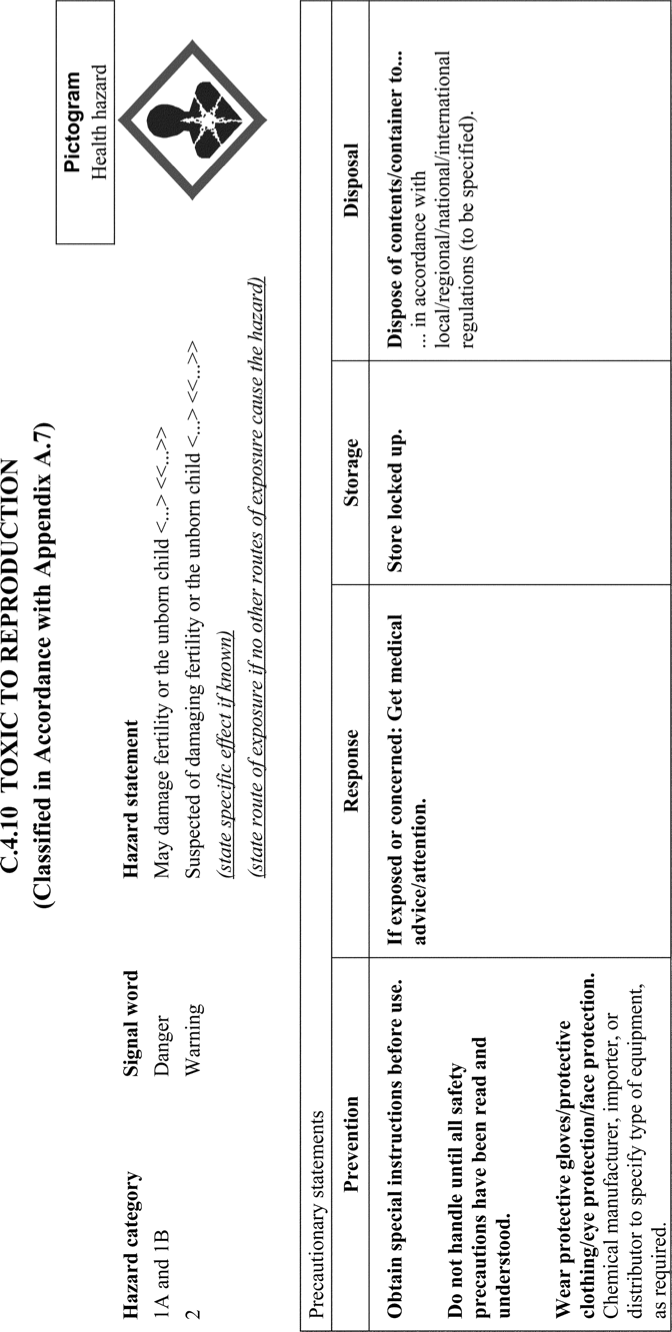 C.4.10 TOXIC TO REPRODUCTION
(Classified in Accordance with Appendix A.7)
Pictogram
Health hazard
Hazard category
Signal word
Hazard statement
1A and 1B
Danger
May damage fertility or the unborn child <...> <<...>>
2
Warning
Suspected of damaging fertility or the unborn child <...> <<...>>
(state specific effect if known)
(state route of exposure if no other routes of exposure cause the hazard)
Precautionary statements
Prevention
Response
Storage
Disposal
Obtain special instructions before use.
Do not handle until all safety
precautions have been read and
understood.
Wear protective gloves/protective
clothing/eye protection/face protection.
Chemical manufacturer, importer, or
distributor to specify type of equipment,
as required.
If exposed or concerned: Get medical
advice/attention.
Store locked up.
Dispose of contents/container to...
... in accordance with
local/regional/national/international
regulations (to be specified).